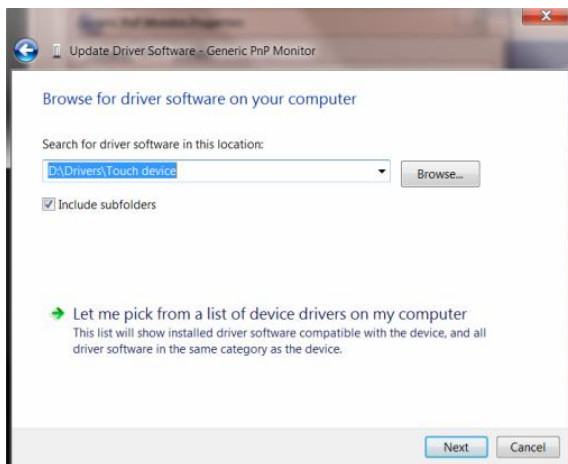 Update Driver Software - Generic PnP Monitor
Browse for driver software on your computer
Search for driver software in this location:
D:\Drivers\Touch device
Browse...
Include subfolders
Let me pick from a list of device drivers on my computer
This list will show installed driver software compatible with the device, and all
driver software in the same category as the device.
Next
Cancel